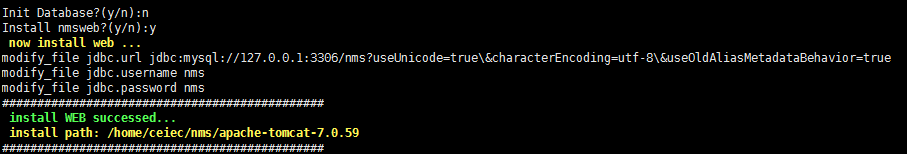 Init Database?(y/n):n
Install nmsweb?(y/n):y
now install web ...
modify_file jdbc.url jdbc:mysql://127.0.0.1:3306/nms?useUnicode=true\&characterEncoding=utf-8\&useOldAliasMetadataBehavior=true
modify_file jdbc.username nms
modify_file jdbc.password nms
##############################################
install WEB successed...
install path: /home/ceiec/nms/apache-tomcat-7.0.59
##############################################